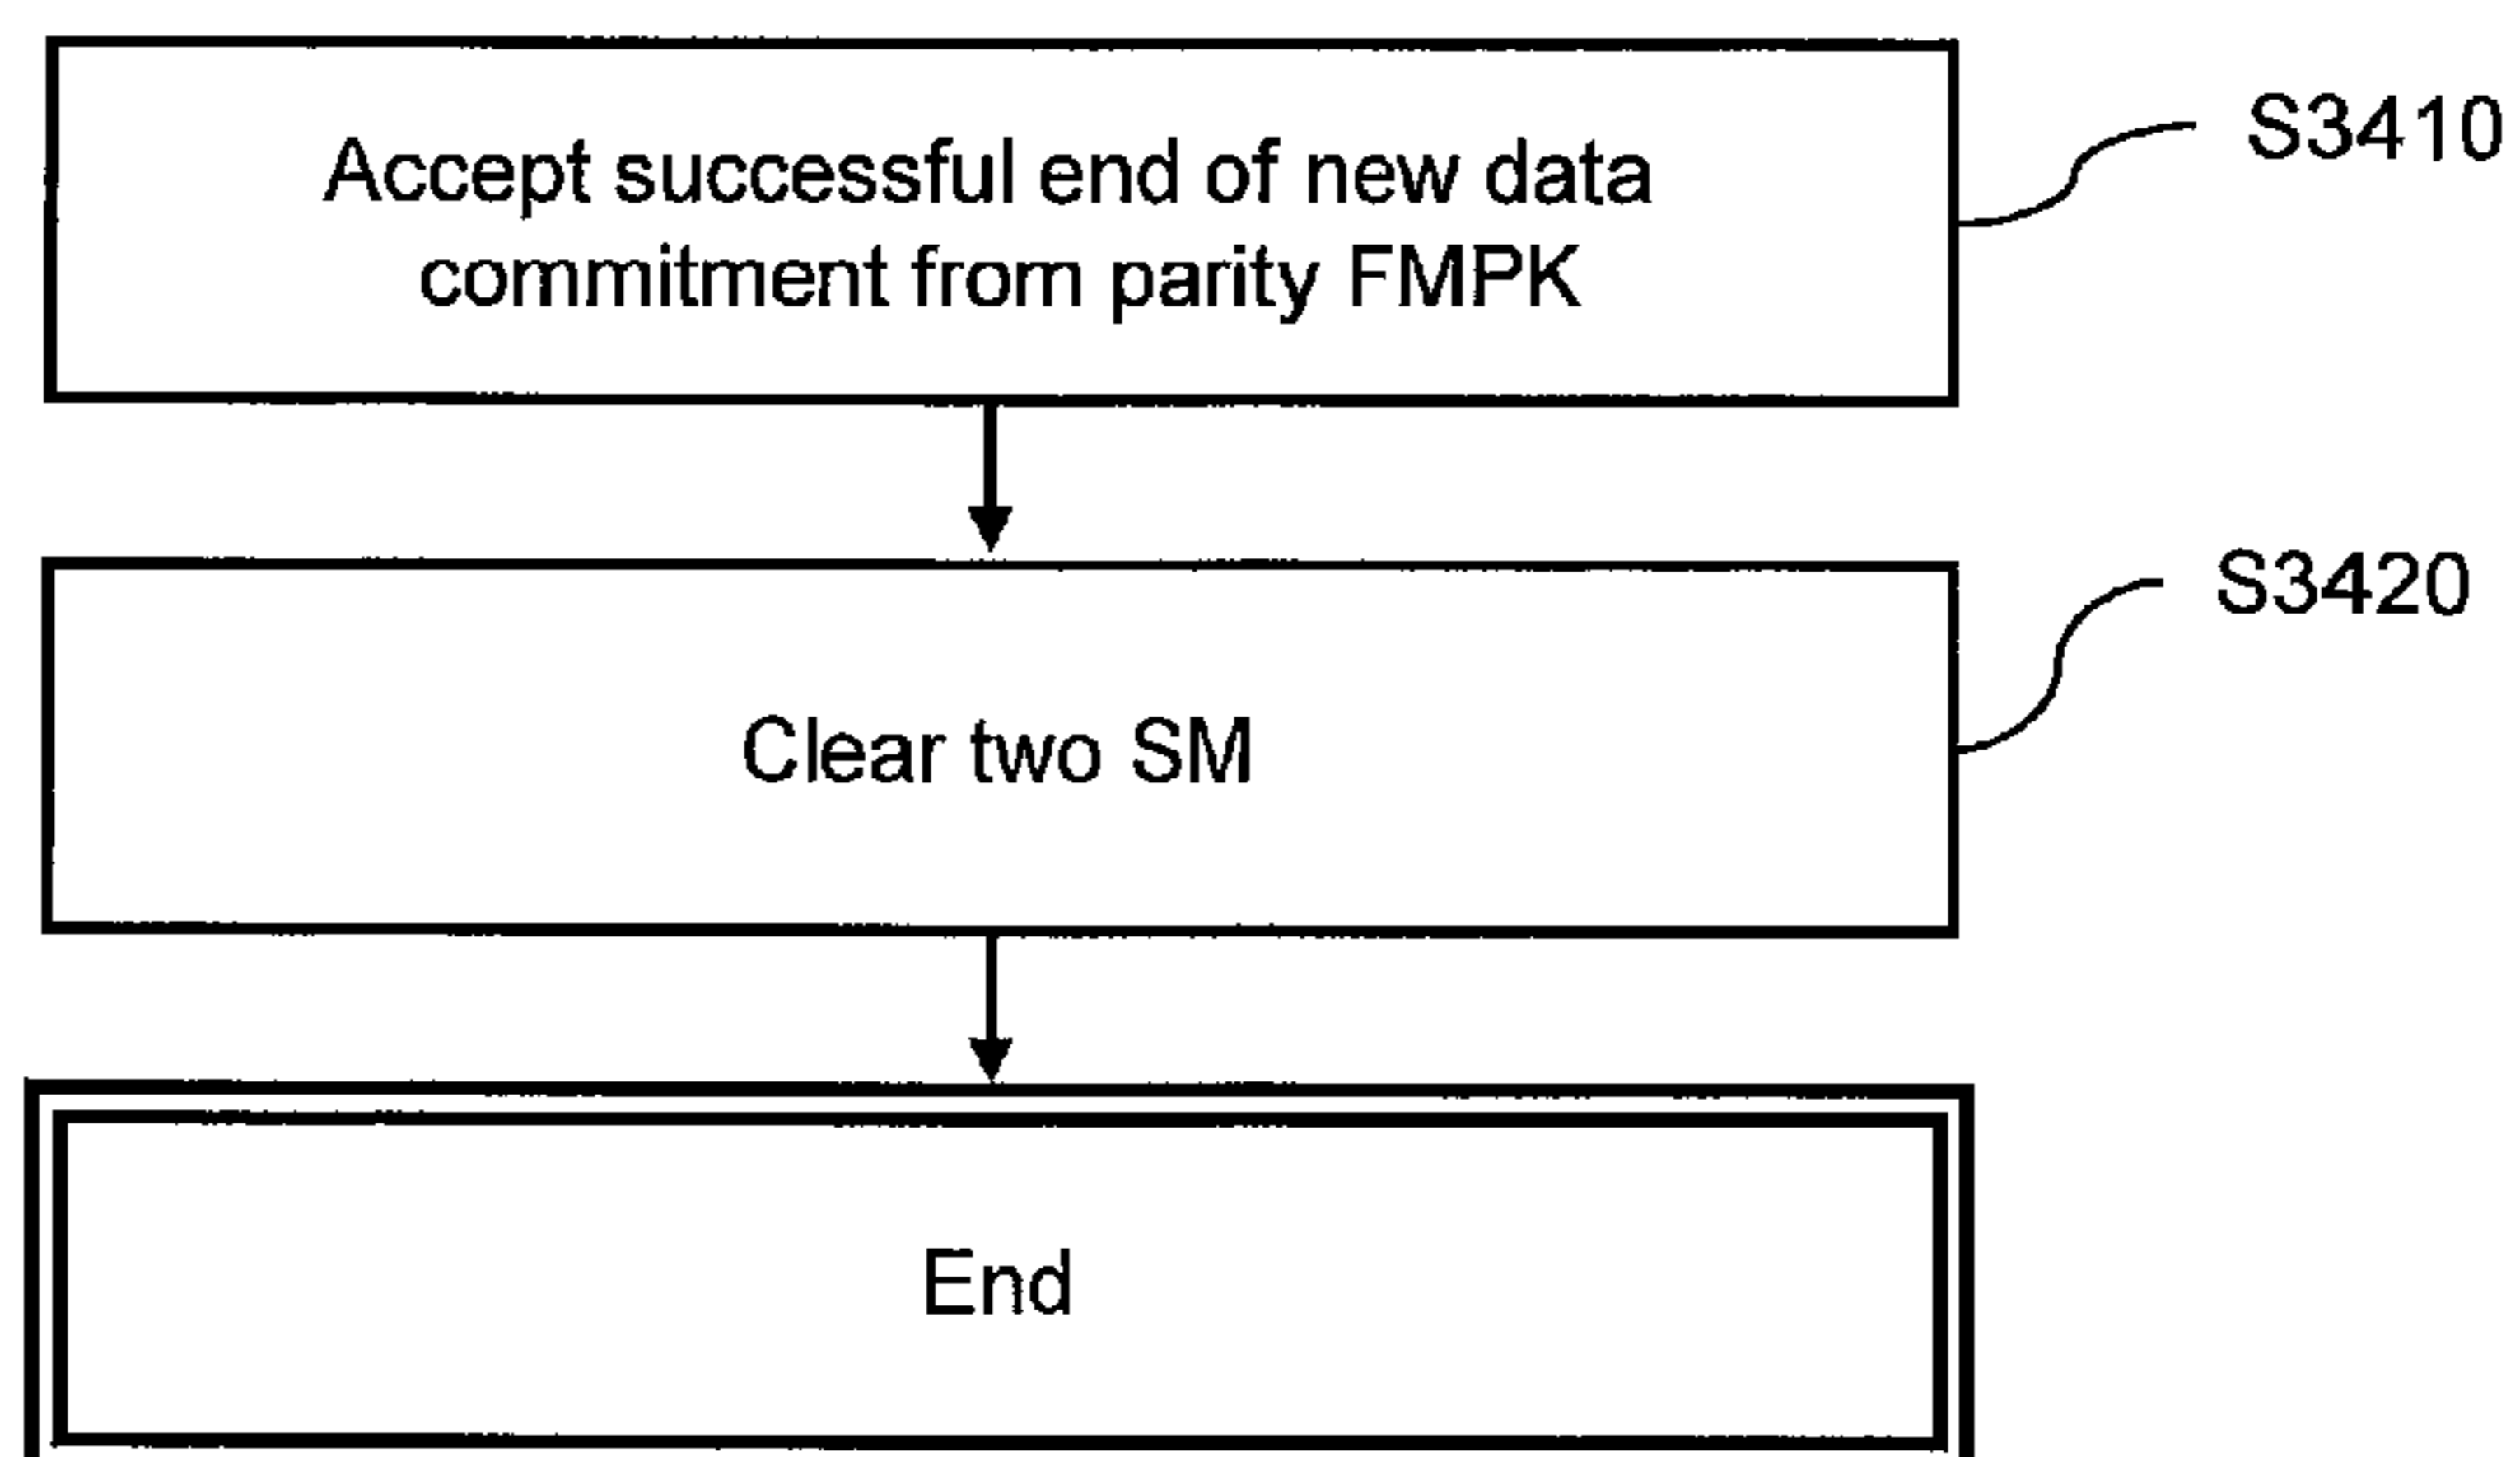 Accept successful end of new data
commitment from parity FMPK
S3410
Clear two SM
S3420
End